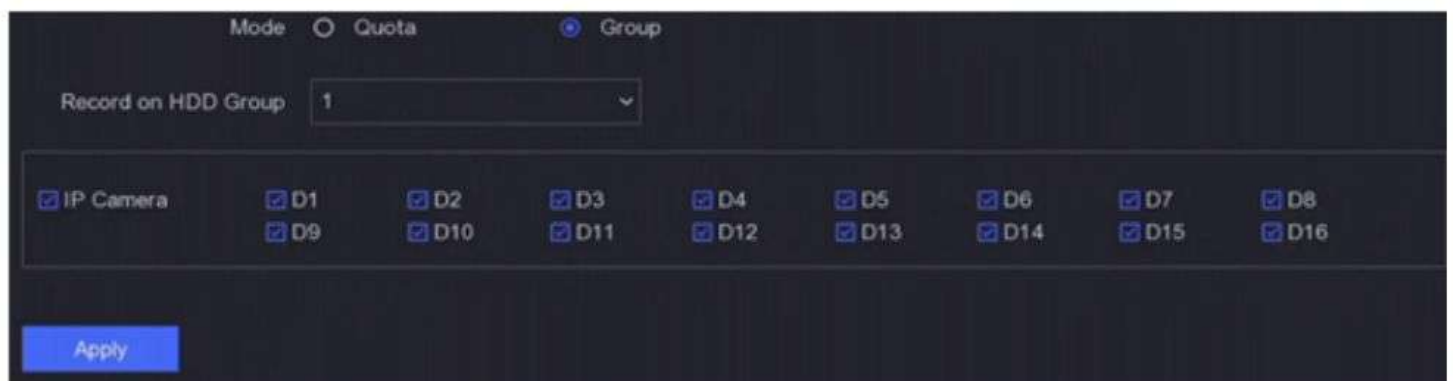 Mode Quota Group
Record on HDD Group 1
IP Camera D1 D2 D3 D4 D5 D6 D7 D8
D9 D10 D11 D12 D13 D14 D15 D16
Apply